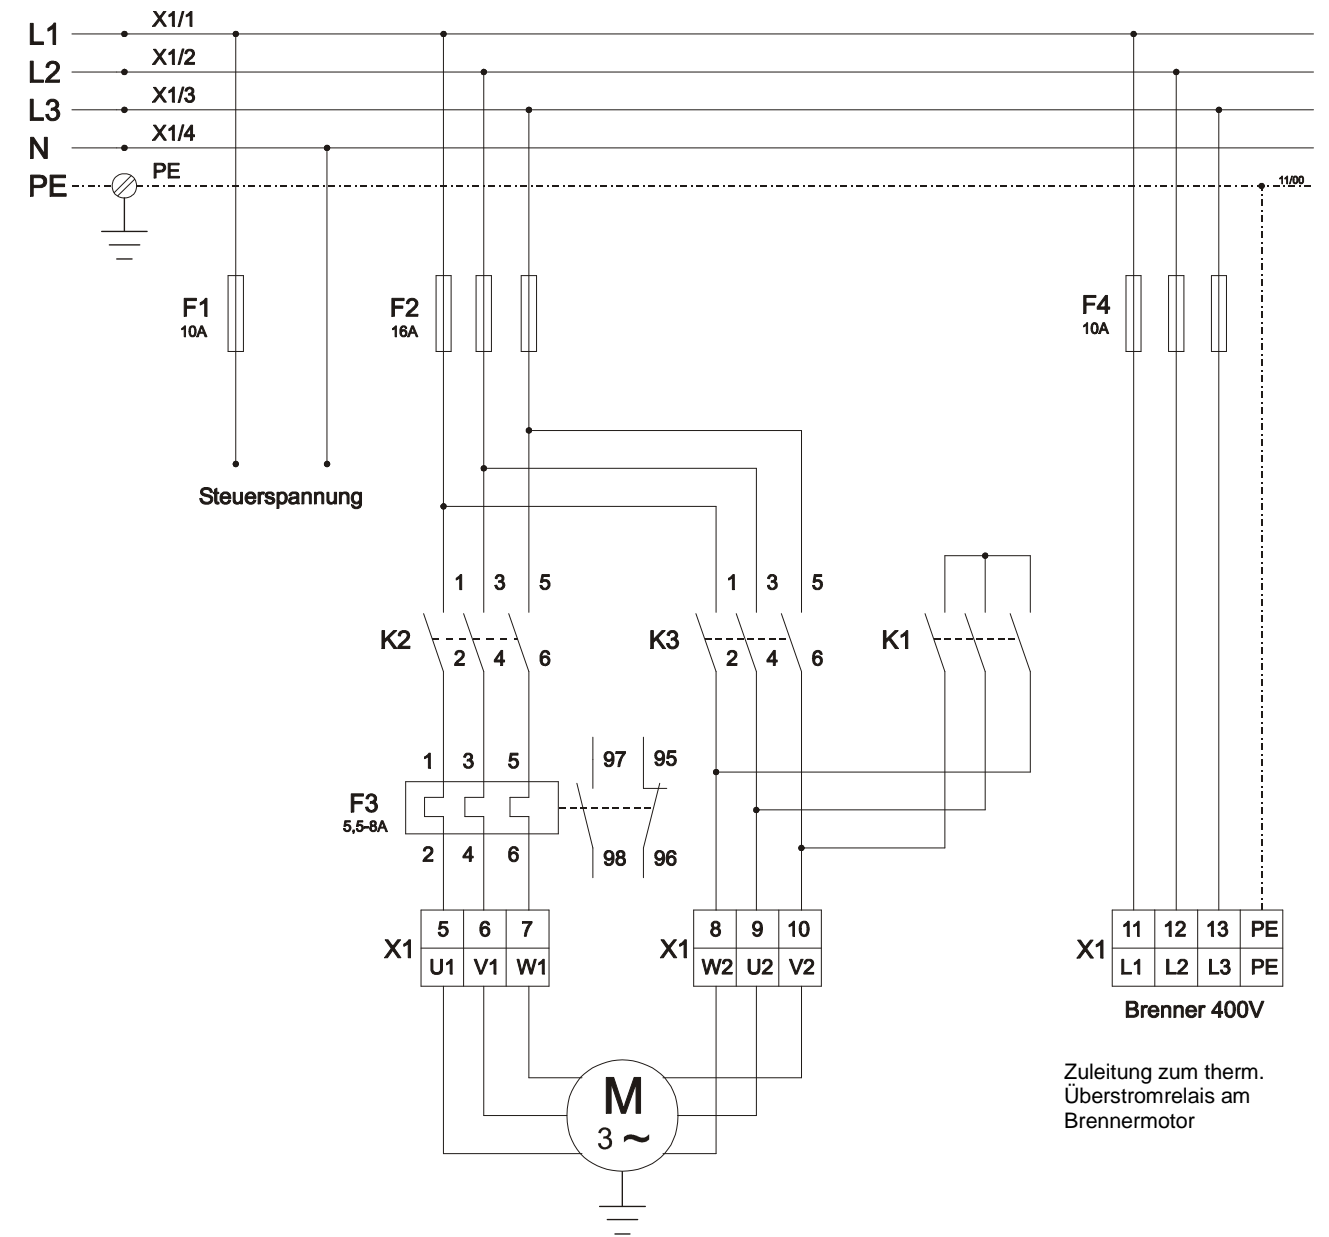 L1 X1/1
L2 X1/2
L3 X1/3
N X1/4
PE PE 11/00
F1 F2 F4
10A 16A 10A
Steuerspannung
1 3 5 1 3 5
K2 K3 K1
2 4 6 2 4 6
1 3 5 97 95
F3
5,5-8A
2 4 6 98 96
X1 5 6 7 X1 8 9 10 X1 11 12 13 PE
U1 V1 W1 W2 U2 V2 L1 L2 L3 PE
Brenner 400V
Zuleitung zum therm.
Überstromrelais am
Brennermotor
M
3 ~